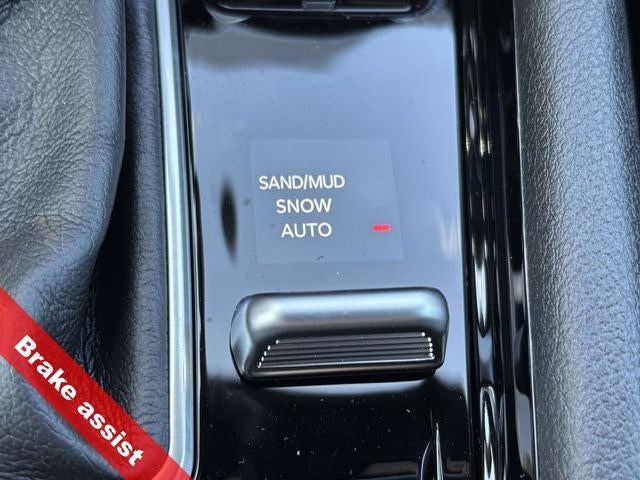 SAND/MUD
SNOW
AUTO
Brake assist